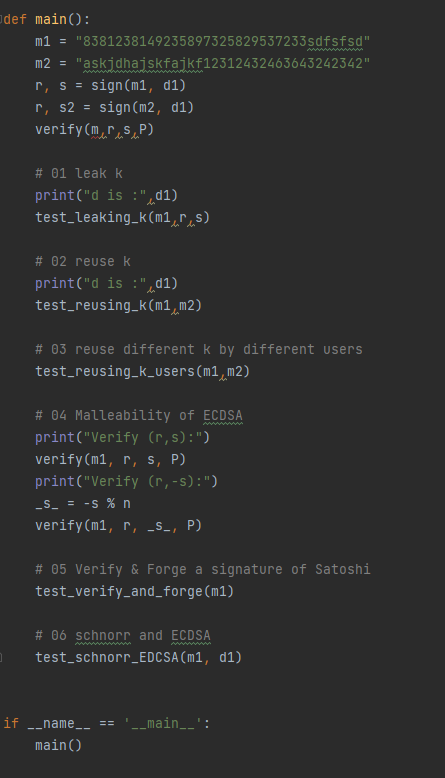 def main():
    m1 = "83812381492358973258295372​33sdfsfsd"
    m2 = "askjdhajskfajkf12312432463643242342"
    r, s = sign(m1, d1)
    r, s2 = sign(m2, d1)
    verify(m,r,s,P)
    # 01 leak k
    print("d is :",d1)
    test_leaking_k(m1,r,s)
    # 02 reuse k
    print("d is :",d1)
    test_reusing_k(m1,m2)
    # 03 reuse different k by different users
    test_reusing_k_users(m1,m2)
    # 04 Malleability of ECDSA
    print("Verify (r,s):")
    verify(m1, r, s, P)
    print("Verify (r,-s):")
    _s_ = -s % n
    verify(m1, r, _s_, P)
    # 05 Verify & Forge a signature of Satoshi
    test_verify_and_forge(m1)
    # 06 schnorr and ECDSA
    test_schnorr_EDCSA(m1, d1)
if __name__ == '__main__':
    main()